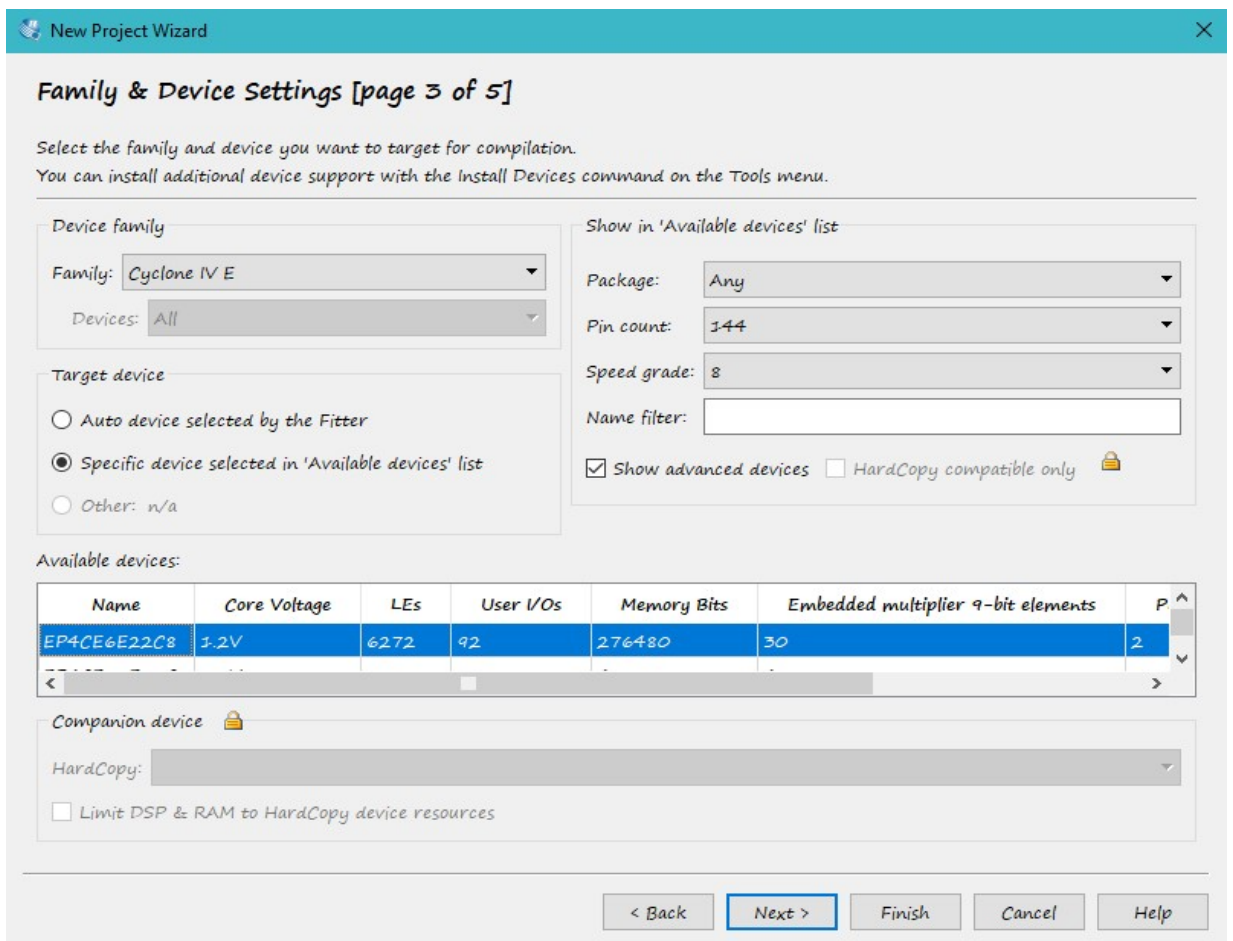 New Project Wizard
Family & Device Settings [page 3 of 5]
Select the family and device you want to target for compilation.
You can install additional device support with the Install Devices command on the Tools menu.
Device family
Family: Cyclone IV E
Devices: All
Target device
Auto device selected by the Fitter
Specific device selected in 'Available devices' list
Other: n/a
Show in 'Available devices' list
Package: Any
Pin count: 144
Speed grade: 8
Name filter:
Show advanced devices HardCopy compatible only
Available devices:
Name Core Voltage LEs User I/Os Memory Bits Embedded multiplier 9-bit elements P
EP4CE6E22C8 1.2V 6272 92 276480 30 2
Companion device
HardCopy:
Limit DSP & RAM to HardCopy device resources
< Back Next > Finish Cancel Help